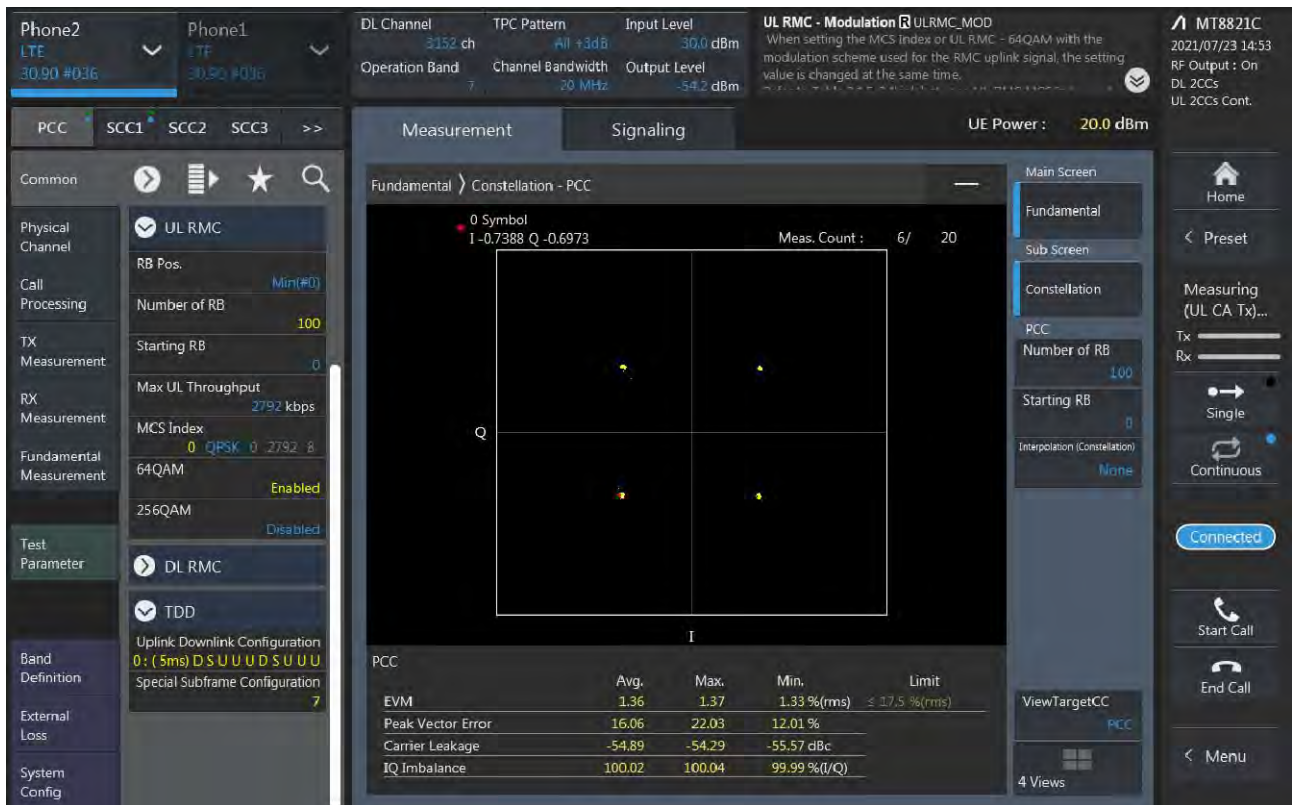 Phone2
LTE
30.90 #036
Phone1
LTE
30.90 #036
DL Channel
3152 ch
TPC Pattern
All +3dB
Input Level
30.0 dBm
Operation Band
7
Channel Bandwidth
20 MHz
Output Level
-54.2 dBm
UL RMC - Modulation R ULRMC_MOD
When setting the MCS Index or UL RMC - 64QAM with the
modulation scheme used for the RMC uplink signal, the setting
value is changed at the same time.
MT8821C
2021/07/23 14:53
RF Output : On
DL 2CCs
UL 2CCs Cont.
PCC SCC1 SCC2 SCC3 >>
Measurement
Signaling
UE Power : 20.0 dBm
Common
Physical
Channel
Call
Processing
TX
Measurement
RX
Measurement
Fundamental
Measurement
Test
Parameter
Band
Definition
External
Loss
System
Config
UL RMC
RB Pos.
Min(#0)
Number of RB
100
Starting RB
0
Max UL Throughput
2792 kbps
MCS Index
0 QPSK 0 2792 8
64QAM
Enabled
256QAM
Disabled
DL RMC
TDD
Uplink Downlink Configuration
0 : ( 5ms) D S U U U D S U U U
Special Subframe Configuration
7
Fundamental 〉 Constellation - PCC
0 Symbol
I -0.7388 Q -0.6973
Meas. Count : 6/ 20
Q
I
PCC
Avg. Max. Min. Limit
EVM 1.36 1.37 1.33 %(rms) ≤ 17.5 %(rms)
Peak Vector Error 16.06 22.03 12.01 %
Carrier Leakage -54.89 -54.29 -55.57 dBc
IQ Imbalance 100.02 100.04 99.99 %(I/Q)
Main Screen
Fundamental
Sub Screen
Constellation
PCC
Number of RB
100
Starting RB
0
Interpolation (Constellation)
None
ViewTargetCC
PCC
4 Views
Home
< Preset
Measuring
(UL CA Tx)...
Tx
Rx
Single
Continuous
Connected
Start Call
End Call
< Menu